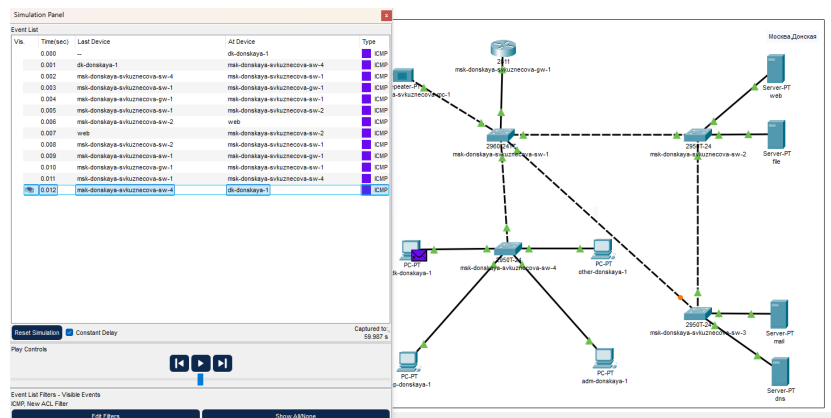 Simulation Panel
x
Event List
Vis. Time(sec) Last Device At Device Type
0.000 -- dk-donskaya-1 ICMP
0.001 dk-donskaya-1 msk-donskaya-svkuznecova-sw-4 ICMP
0.002 msk-donskaya-svkuznecova-sw-4 msk-donskaya-svkuznecova-sw-1 ICMP
0.003 msk-donskaya-svkuznecova-sw-1 msk-donskaya-svkuznecova-gw-1 ICMP
0.004 msk-donskaya-svkuznecova-gw-1 msk-donskaya-svkuznecova-sw-1 ICMP
0.005 msk-donskaya-svkuznecova-sw-1 msk-donskaya-svkuznecova-sw-2 ICMP
0.006 msk-donskaya-svkuznecova-sw-2 web ICMP
0.007 web msk-donskaya-svkuznecova-sw-2 ICMP
0.008 msk-donskaya-svkuznecova-sw-2 msk-donskaya-svkuznecova-sw-1 ICMP
0.009 msk-donskaya-svkuznecova-sw-1 msk-donskaya-svkuznecova-gw-1 ICMP
0.010 msk-donskaya-svkuznecova-gw-1 msk-donskaya-svkuznecova-sw-1 ICMP
0.011 msk-donskaya-svkuznecova-sw-1 msk-donskaya-svkuznecova-sw-4 ICMP
0.012 msk-donskaya-svkuznecova-sw-4 dk-donskaya-1 ICMP
Reset Simulation Constant Delay Captured to:
59.987 s
Play Controls
Event List Filters - Visible Events
ICMP, New ACL Filter
Edit Filters Show All/None
Москва,Донская
2811
msk-donskaya-svkuznecova-gw-1
epeater-PT
a-svkuznecova-mc-1
Server-PT
web
2960-24TT
msk-donskaya-svkuznecova-sw-1
2950T-24
msk-donskaya-svkuznecova-sw-2
Server-PT
file
PC-PT
dk-donskaya-1
2950T-24
msk-donskaya-svkuznecova-sw-4
PC-PT
other-donskaya-1
2950T-24
msk-donskaya-svkuznecova-sw-3
Server-PT
mail
PC-PT
p-donskaya-1
PC-PT
adm-donskaya-1
Server-PT
dns